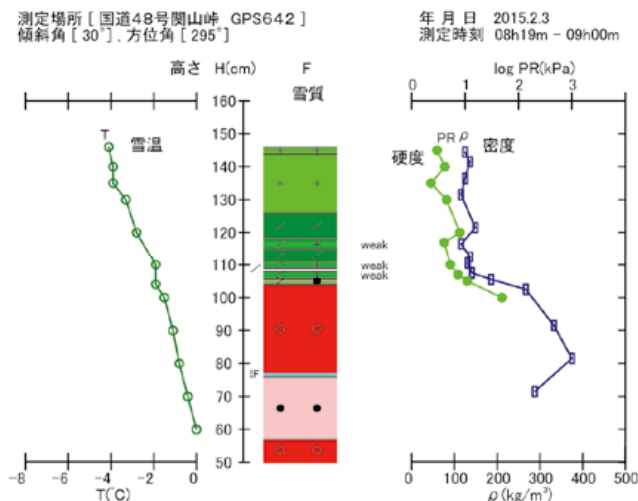 測定場所 [ 国道48号関山峠 GPS642 ]
傾斜角 [ 30° ] , 方位角 [ 295° ]
年 月 日 2015.2.3
測定時刻 08h19m - 09h00m
高さ H(cm) F
雪質
log PR(kPa)
0 1 2 3
160
150
140
130
120
110
100
90
80
70
60
50
T 雪温
PR ρ
硬度 密度
weak
weak
weak
IF
-8 -6 -4 -2 0
T(℃)
0 100 200 300 400 500
ρ(kg/m³)